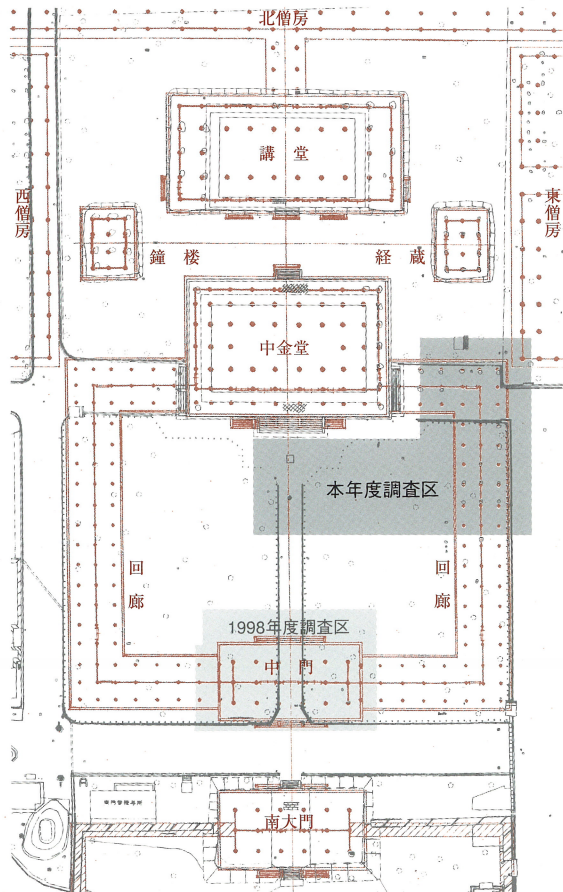 北僧房
講堂
西僧房
東僧房
鐘楼
経蔵
中金堂
本年度調査区
回廊
回廊
1998年度調査区
中門
南大門